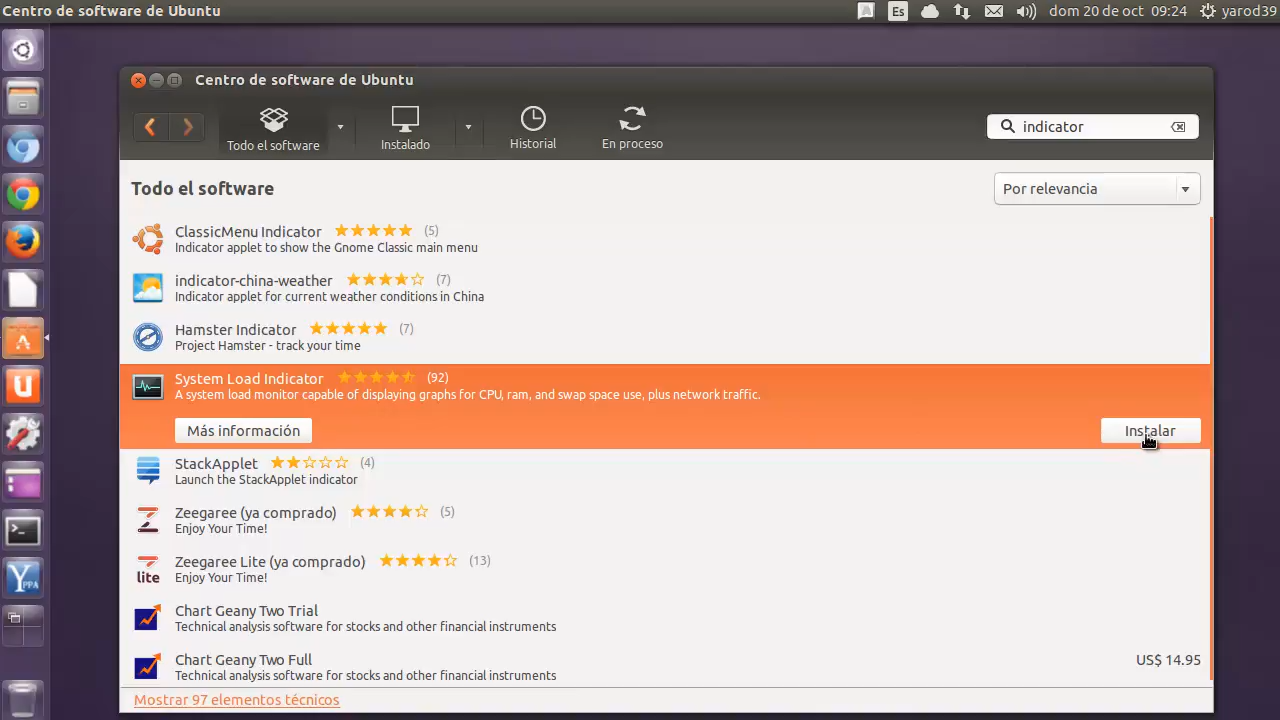 Centro de software de Ubuntu
Es
dom 20 de oct 09:24
yarod39
Centro de software de Ubuntu
Todo el software
Instalado
Historial
En proceso
indicator
Todo el software
Por relevancia
ClassicMenu Indicator (5)
Indicator applet to show the Gnome Classic main menu
indicator-china-weather (7)
Indicator applet for current weather conditions in China
Hamster Indicator (7)
Project Hamster - track your time
System Load Indicator (92)
A system load monitor capable of displaying graphs for CPU, ram, and swap space use, plus network traffic.
Más información
Instalar
StackApplet (4)
Launch the StackApplet indicator
Zeegaree (ya comprado) (5)
Enjoy Your Time!
lite
Zeegaree Lite (ya comprado) (13)
Enjoy Your Time!
Chart Geany Two Trial
Technical analysis software for stocks and other financial instruments
Chart Geany Two Full
US$ 14.95
Technical analysis software for stocks and other financial instruments
Mostrar 97 elementos técnicos
YPPA